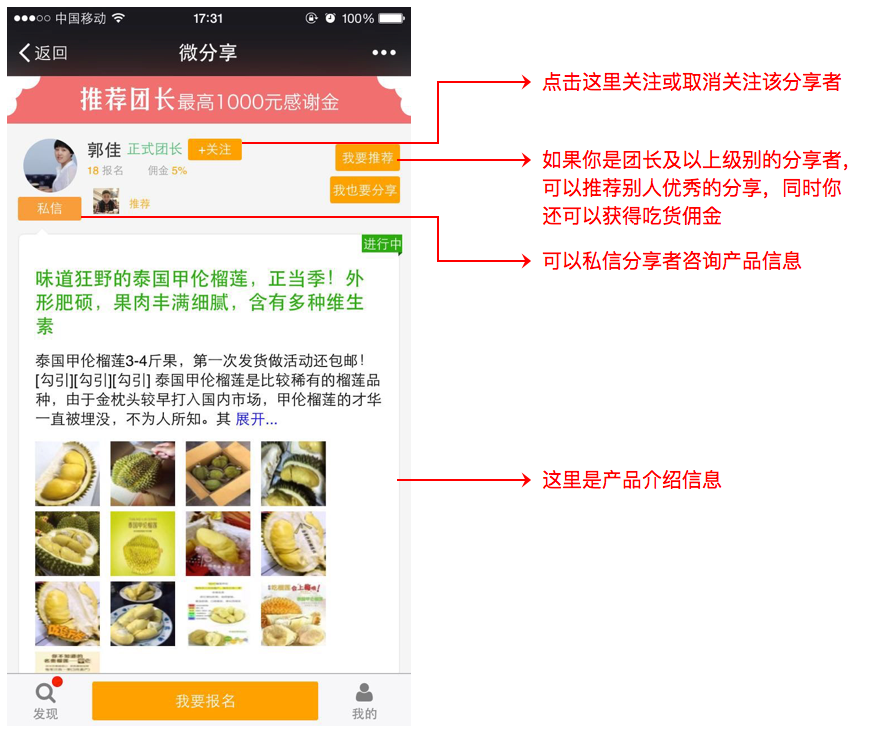 中国移动 17:31 100%
返回 微分享
推荐团长最高1000元感谢金
点击这里关注或取消关注该分享者
郭佳 正式团长 +关注
18 报名 佣金 5%
我要推荐
我也要分享
如果你是团长及以上级别的分享者,
可以推荐别人优秀的分享，同时你
还可以获得吃货佣金
私信 推荐
可以私信分享者咨询产品信息
进行中
味道狂野的泰国甲伦榴莲，正当季！外
形肥硕，果肉丰满细腻，含有多种维生
素
泰国甲伦榴莲3-4斤果，第一次发货做活动还包邮！
[勾引][勾引][勾引] 泰国甲伦榴莲是比较稀有的榴莲品
种，由于金枕头较早打入国内市场，甲伦榴莲的才华
一直被埋没，不为人所知。其 展开...
这里是产品介绍信息
泰国甲伦榴莲
发现
我要报名
我的